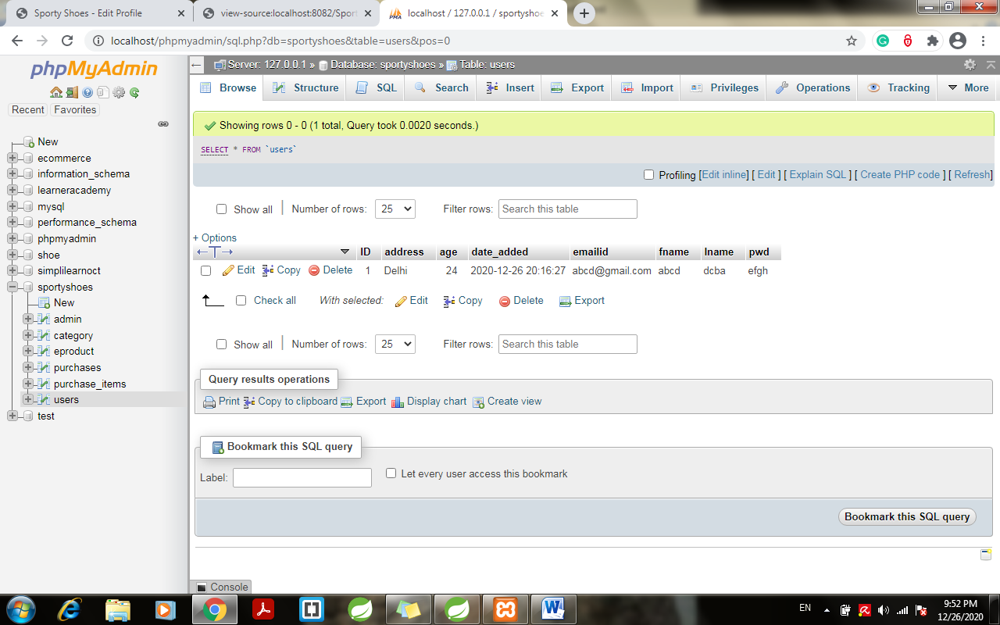 Sporty Shoes - Edit Profile
view-source:localhost:8082/Sport
localhost / 127.0.0.1 / sportyshoe
localhost/phpmyadmin/sql.php?db=sportyshoes&table=users&pos=0
phpMyAdmin
Recent Favorites
New
ecommerce
information_schema
learneracademy
mysql
performance_schema
phpmyadmin
shoe
simplilearnoct
sportyshoes
New
admin
category
eproduct
purchases
purchase_items
users
test
Server: 127.0.0.1 » Database: sportyshoes » Table: users
Browse Structure SQL Search Insert Export Import Privileges Operations Tracking More
Showing rows 0 - 0 (1 total, Query took 0.0020 seconds.)
SELECT * FROM `users`
Profiling [Edit inline] [ Edit ] [ Explain SQL ] [ Create PHP code ] [ Refresh]
Show all Number of rows: 25 Filter rows: Search this table
+ Options
ID address age date_added emailid fname lname pwd
Edit Copy Delete 1 Delhi 24 2020-12-26 20:16:27 abcd@gmail.com abcd dcba efgh
Check all With selected: Edit Copy Delete Export
Show all Number of rows: 25 Filter rows: Search this table
Query results operations
Print Copy to clipboard Export Display chart Create view
Bookmark this SQL query
Label: Let every user access this bookmark
Bookmark this SQL query
Console
EN 9:52 PM
12/26/2020